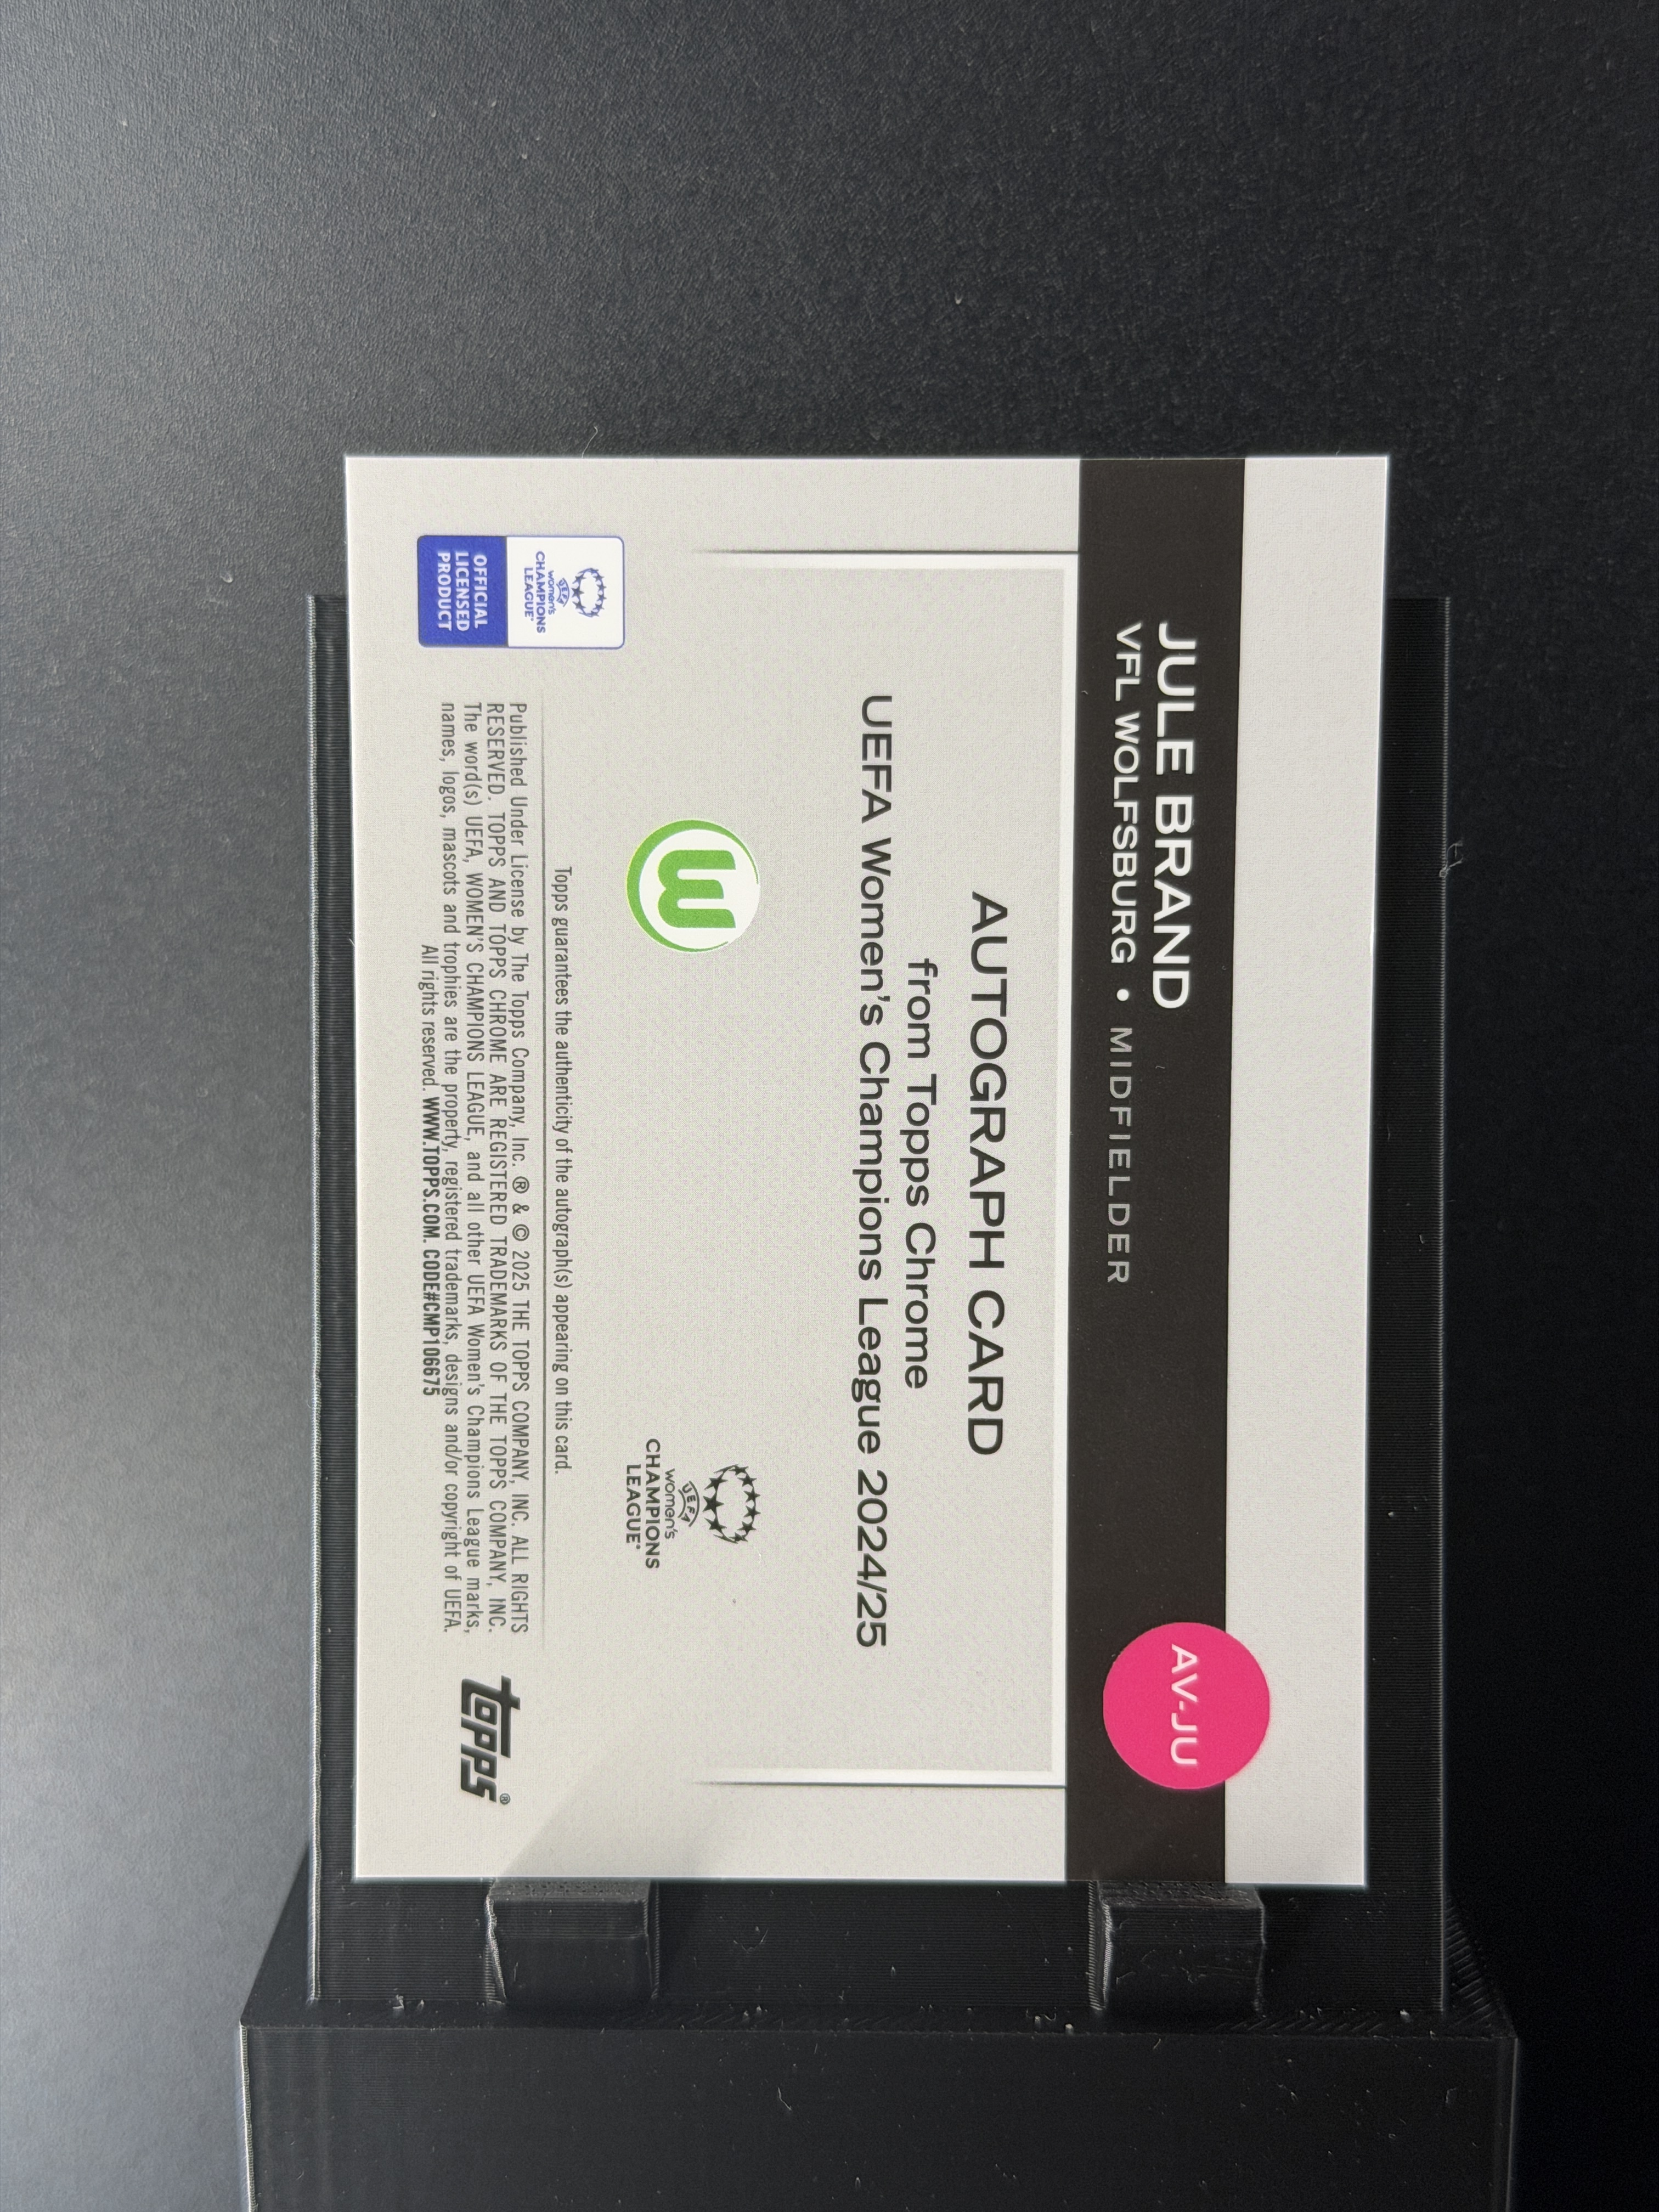 JULE BRAND
VFL WOLFSBURG • MIDFIELDER
AV-JU
AUTOGRAPH CARD
from Topps Chrome
UEFA Women's Champions League 2024/25
W
UEFA
women's
CHAMPIONS
LEAGUE
Topps guarantees the authenticity of the autograph(s) appearing on this card.
UEFA
women's
CHAMPIONS
LEAGUE
OFFICIAL
LICENSED
PRODUCT
Published Under License by The Topps Company, Inc. ® & © 2025 THE TOPPS COMPANY, INC. ALL RIGHTS
RESERVED. TOPPS AND TOPPS CHROME ARE REGISTERED TRADEMARKS OF THE TOPPS COMPANY, INC.
The word(s) UEFA, WOMEN'S CHAMPIONS LEAGUE, and all other UEFA Women's Champions League marks,
names, logos, mascots and trophies are the property, registered trademarks, designs and/or copyright of UEFA.
All rights reserved. WWW.TOPPS.COM. CODE#CMP106675
topps®